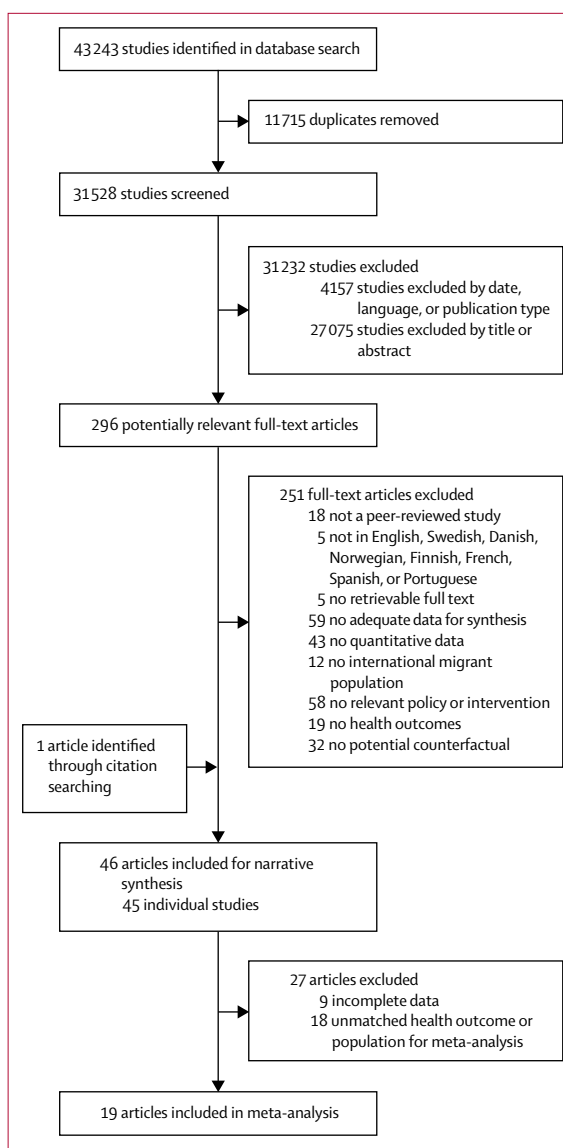 43 243 studies identified in database search
11 715 duplicates removed
31 528 studies screened
31 232 studies excluded
4157 studies excluded by date,
language, or publication type
27 075 studies excluded by title or
abstract
296 potentially relevant full-text articles
251 full-text articles excluded
18 not a peer-reviewed study
5 not in English, Swedish, Danish,
Norwegian, Finnish, French,
Spanish, or Portuguese
5 no retrievable full text
59 no adequate data for synthesis
43 no quantitative data
12 no international migrant
population
58 no relevant policy or intervention
19 no health outcomes
32 no potential counterfactual
1 article identified
through citation
searching
46 articles included for narrative
synthesis
45 individual studies
27 articles excluded
9 incomplete data
18 unmatched health outcome or
population for meta-analysis
19 articles included in meta-analysis